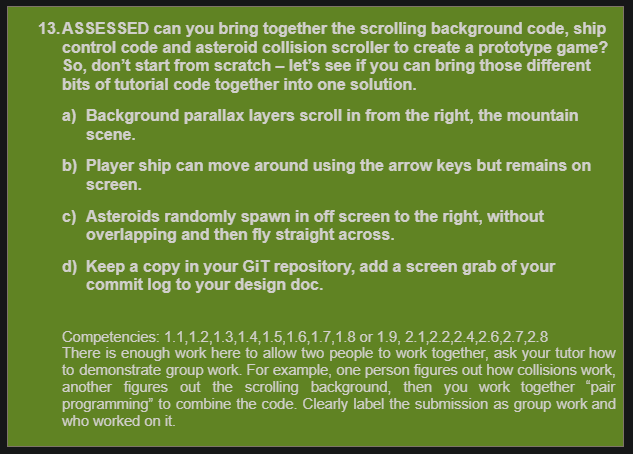 13. ASSESSED can you bring together the scrolling background code, ship
control code and asteroid collision scroller to create a prototype game?
So, don’t start from scratch – let’s see if you can bring those different
bits of tutorial code together into one solution.
a) Background parallax layers scroll in from the right, the mountain
scene.
b) Player ship can move around using the arrow keys but remains on
screen.
c) Asteroids randomly spawn in off screen to the right, without
overlapping and then fly straight across.
d) Keep a copy in your GiT repository, add a screen grab of your
commit log to your design doc.
Competencies: 1.1,1.2,1.3,1.4,1.5,1.6,1.7,1.8 or 1.9, 2.1,2.2,2.4,2.6,2.7,2.8
There is enough work here to allow two people to work together, ask your tutor how
to demonstrate group work. For example, one person figures out how collisions work,
another figures out the scrolling background, then you work together “pair
programming” to combine the code. Clearly label the submission as group work and
who worked on it.